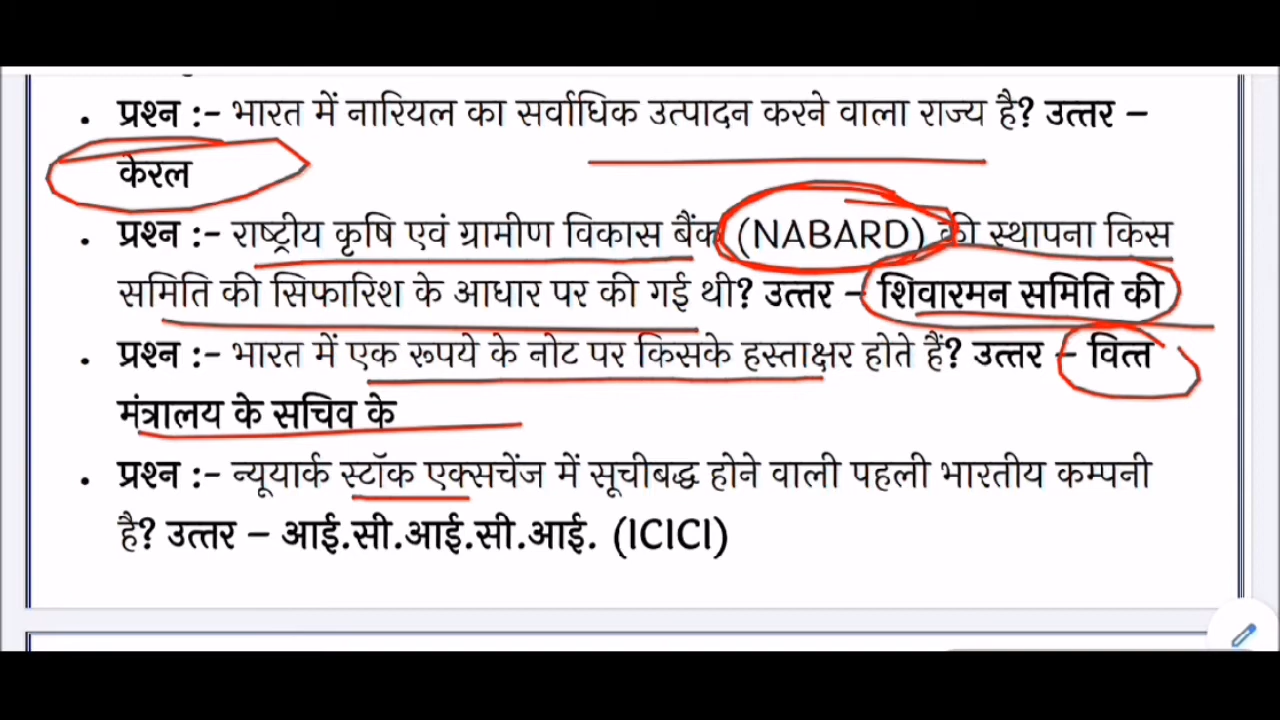 • प्रश्न :- भारत में नारियल का सर्वाधिक उत्पादन करने वाला राज्य है? उत्तर –
केरल
• प्रश्न :- राष्ट्रीय कृषि एवं ग्रामीण विकास बैंक (NABARD) की स्थापना किस
समिति की सिफारिश के आधार पर की गई थी? उत्तर – शिवारमन समिति की
• प्रश्न :- भारत में एक रूपये के नोट पर किसके हस्ताक्षर होते हैं? उत्तर – वित्त
मंत्रालय के सचिव के
• प्रश्न :- न्यूयार्क स्टॉक एक्सचेंज में सूचीबद्ध होने वाली पहली भारतीय कम्पनी
है? उत्तर – आई.सी.आई.सी.आई. (ICICI)